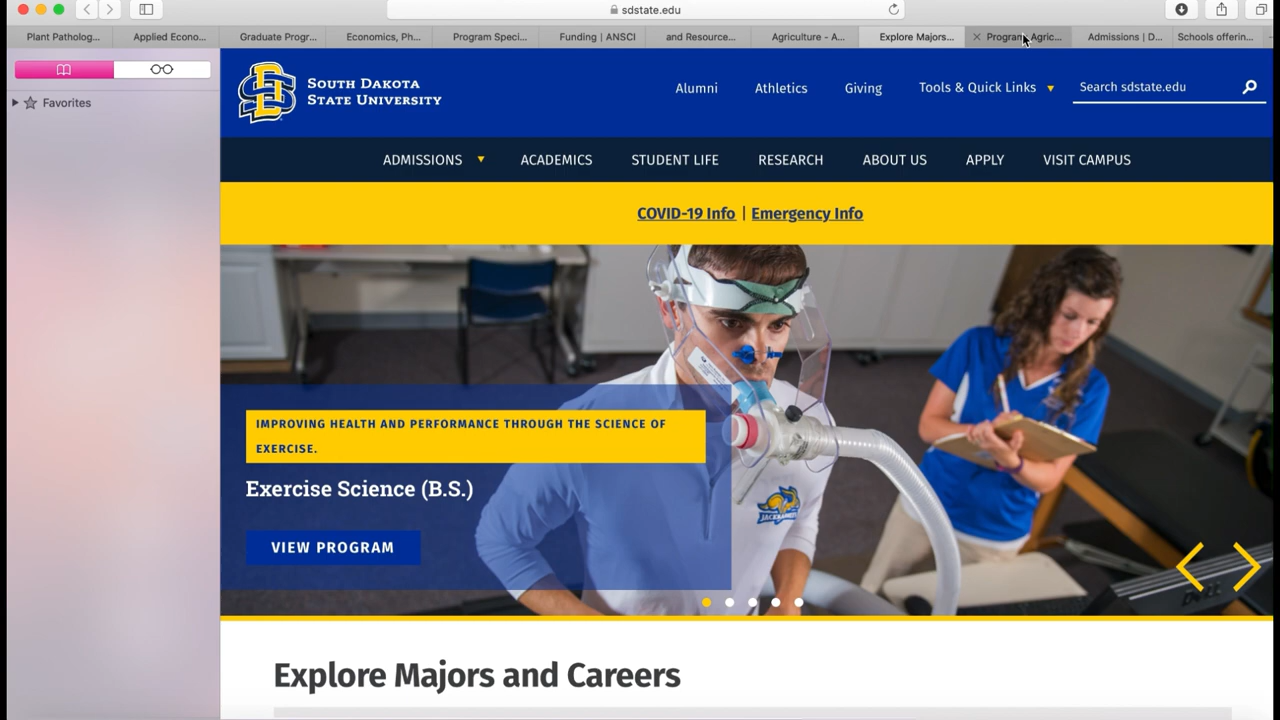 sdstate.edu
Plant Patholog...
Applied Econo...
Graduate Progr...
Economics, Ph...
Program Speci...
Funding | ANSCI
and Resource...
Agriculture - A...
Explore Majors...
Program, Agric...
Admissions | D...
Schools offerin...
Favorites
SOUTH DAKOTA
STATE UNIVERSITY
Alumni
Athletics
Giving
Tools & Quick Links
Search sdstate.edu
ADMISSIONS
ACADEMICS
STUDENT LIFE
RESEARCH
ABOUT US
APPLY
VISIT CAMPUS
COVID-19 Info | Emergency Info
IMPROVING HEALTH AND PERFORMANCE THROUGH THE SCIENCE OF
EXERCISE.
Exercise Science (B.S.)
VIEW PROGRAM
JACKRABBITS
DELL
Explore Majors and Careers